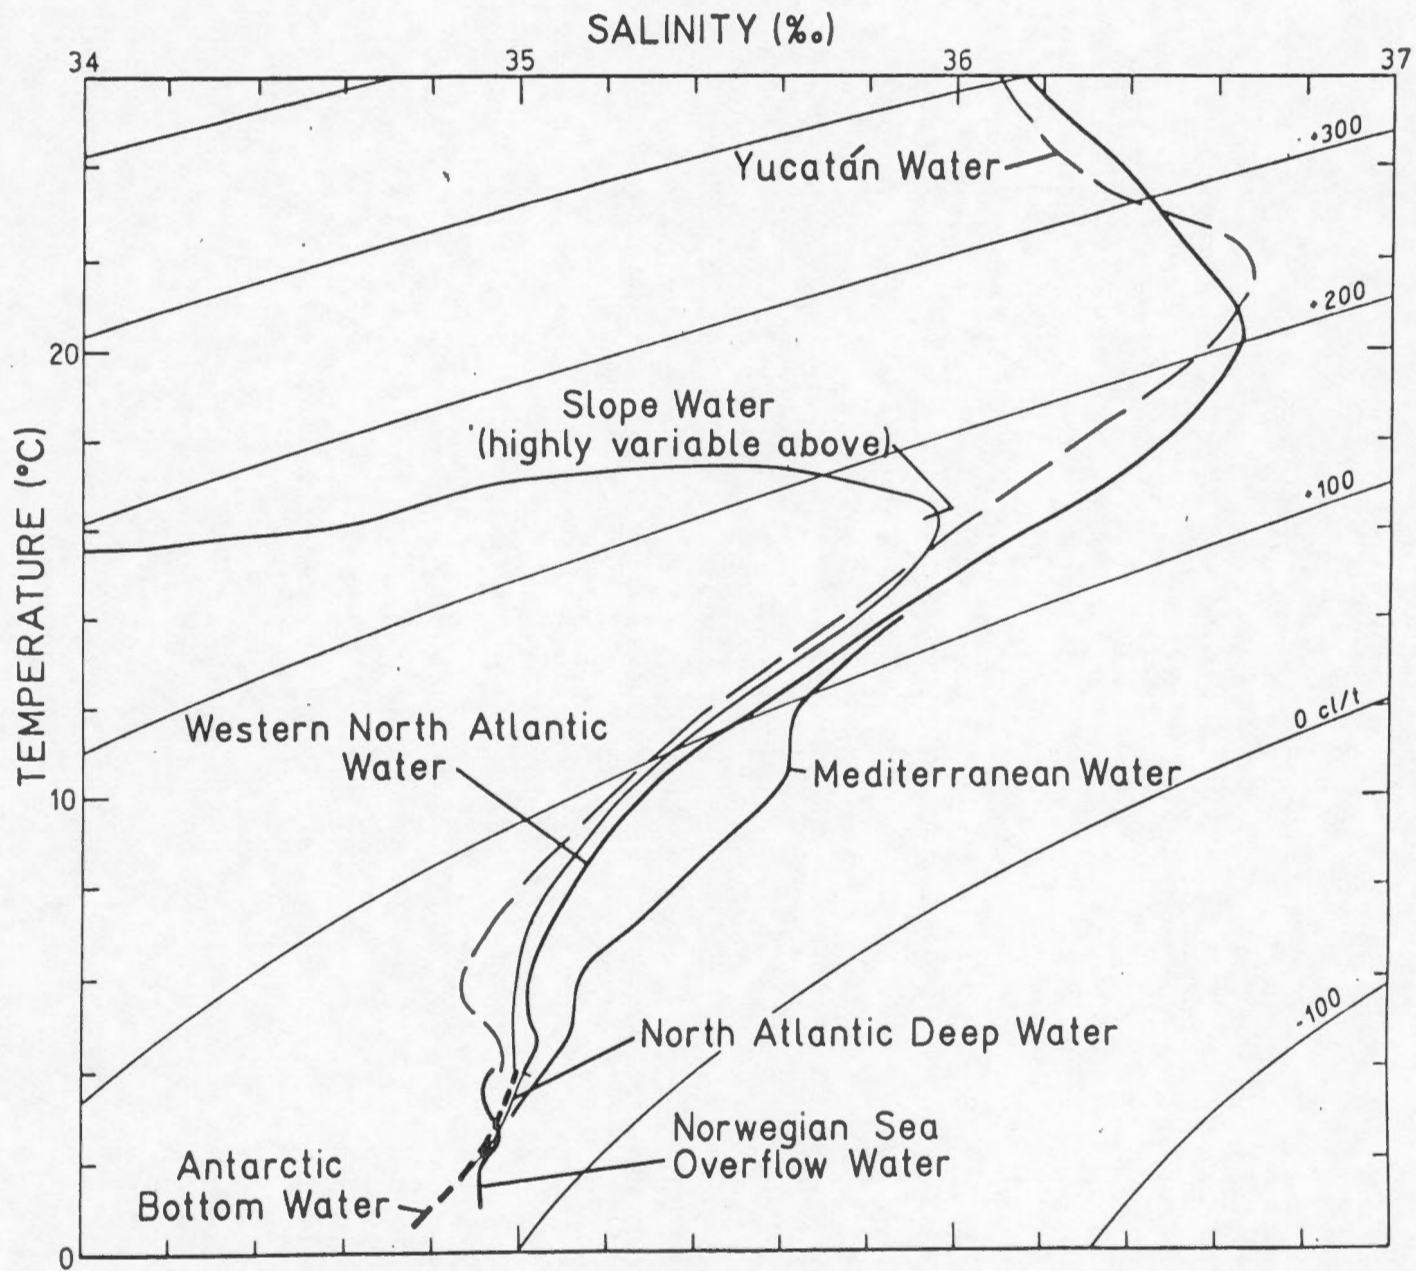 SALINITY (‰)
34 35 36 37
Yucatán Water
·300
·200
20
Slope Water
(highly variable above)
·100
TEMPERATURE (°C)
Western North Atlantic
Water
0 cl/t
Mediterranean Water
10
-100
North Atlantic Deep Water
Norwegian Sea
Overflow Water
Antarctic
Bottom Water
0